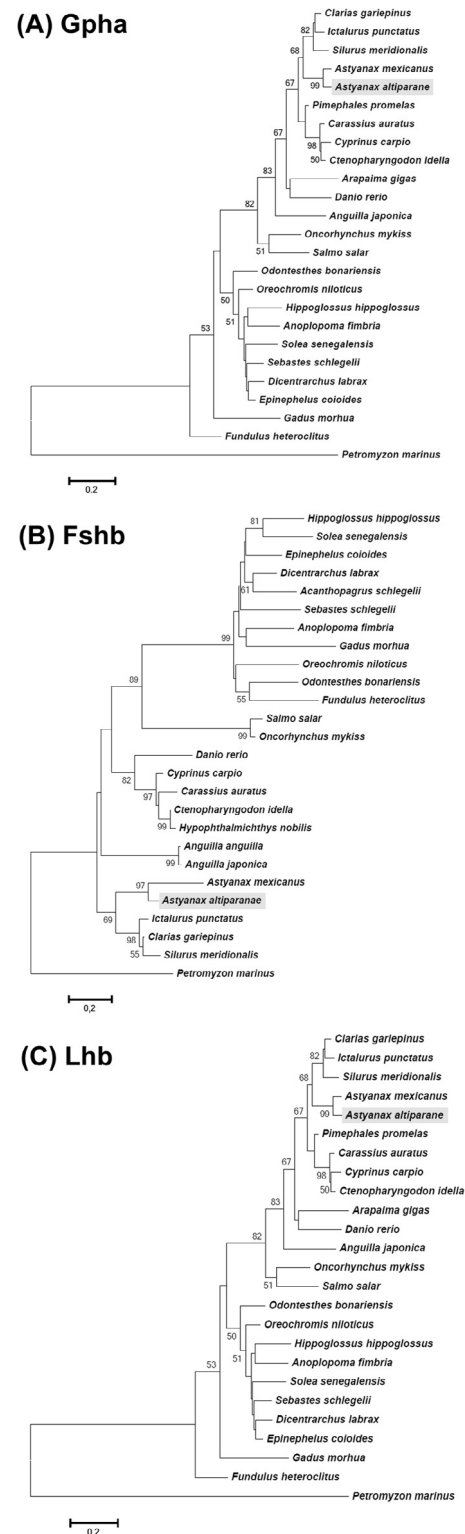 (A) Gpha
Clarias gariepinus
82
Ictalurus punctatus
68
Silurus meridionalis
Astyanax mexicanus
67
99
Astyanax altiparane
Pimephales promelas
Carassius auratus
67
98
Cyprinus carpio
50
Ctenopharyngodon idella
83
Arapaima gigas
Danio rerio
82
Anguilla japonica
Oncorhynchus mykiss
51
Salmo salar
Odontesthes bonariensis
50
Oreochromis niloticus
51
Hippoglossus hippoglossus
53
Anoplopoma fimbria
Solea senegalensis
Sebastes schlegelii
Dicentrarchus labrax
Epinephelus coioides
Gadus morhua
Fundulus heteroclitus
Petromyzon marinus
0.2
(B) Fshb
81
Hippoglossus hippoglossus
Solea senegalensis
Epinephelus coioides
Dicentrarchus labrax
61
Acanthopagrus schlegelii
Sebastes schlegelii
99
Anoplopoma fimbria
Gadus morhua
Oreochromis niloticus
89
Odontesthes bonariensis
55
Fundulus heteroclitus
Salmo salar
99
Oncorhynchus mykiss
Danio rerio
82
Cyprinus carpio
97
Carassius auratus
Ctenopharyngodon idella
99
Hypophthalmichthys nobilis
Anguilla anguilla
99
Anguilla japonica
97
Astyanax mexicanus
Astyanax altiparanae
69
Ictalurus punctatus
98
Clarias gariepinus
55
Silurus meridionalis
Petromyzon marinus
0,2
(C) Lhb
Clarias gariepinus
82
Ictalurus punctatus
68
Silurus meridionalis
Astyanax mexicanus
67
99
Astyanax altiparane
Pimephales promelas
Carassius auratus
67
98
Cyprinus carpio
50
Ctenopharyngodon idella
83
Arapaima gigas
Danio rerio
82
Anguilla japonica
Oncorhynchus mykiss
51
Salmo salar
Odontesthes bonariensis
50
Oreochromis niloticus
51
Hippoglossus hippoglossus
53
Anoplopoma fimbria
Solea senegalensis
Sebastes schlegelii
Dicentrarchus labrax
Epinephelus coioides
Gadus morhua
Fundulus heteroclitus
Petromyzon marinus
0.2